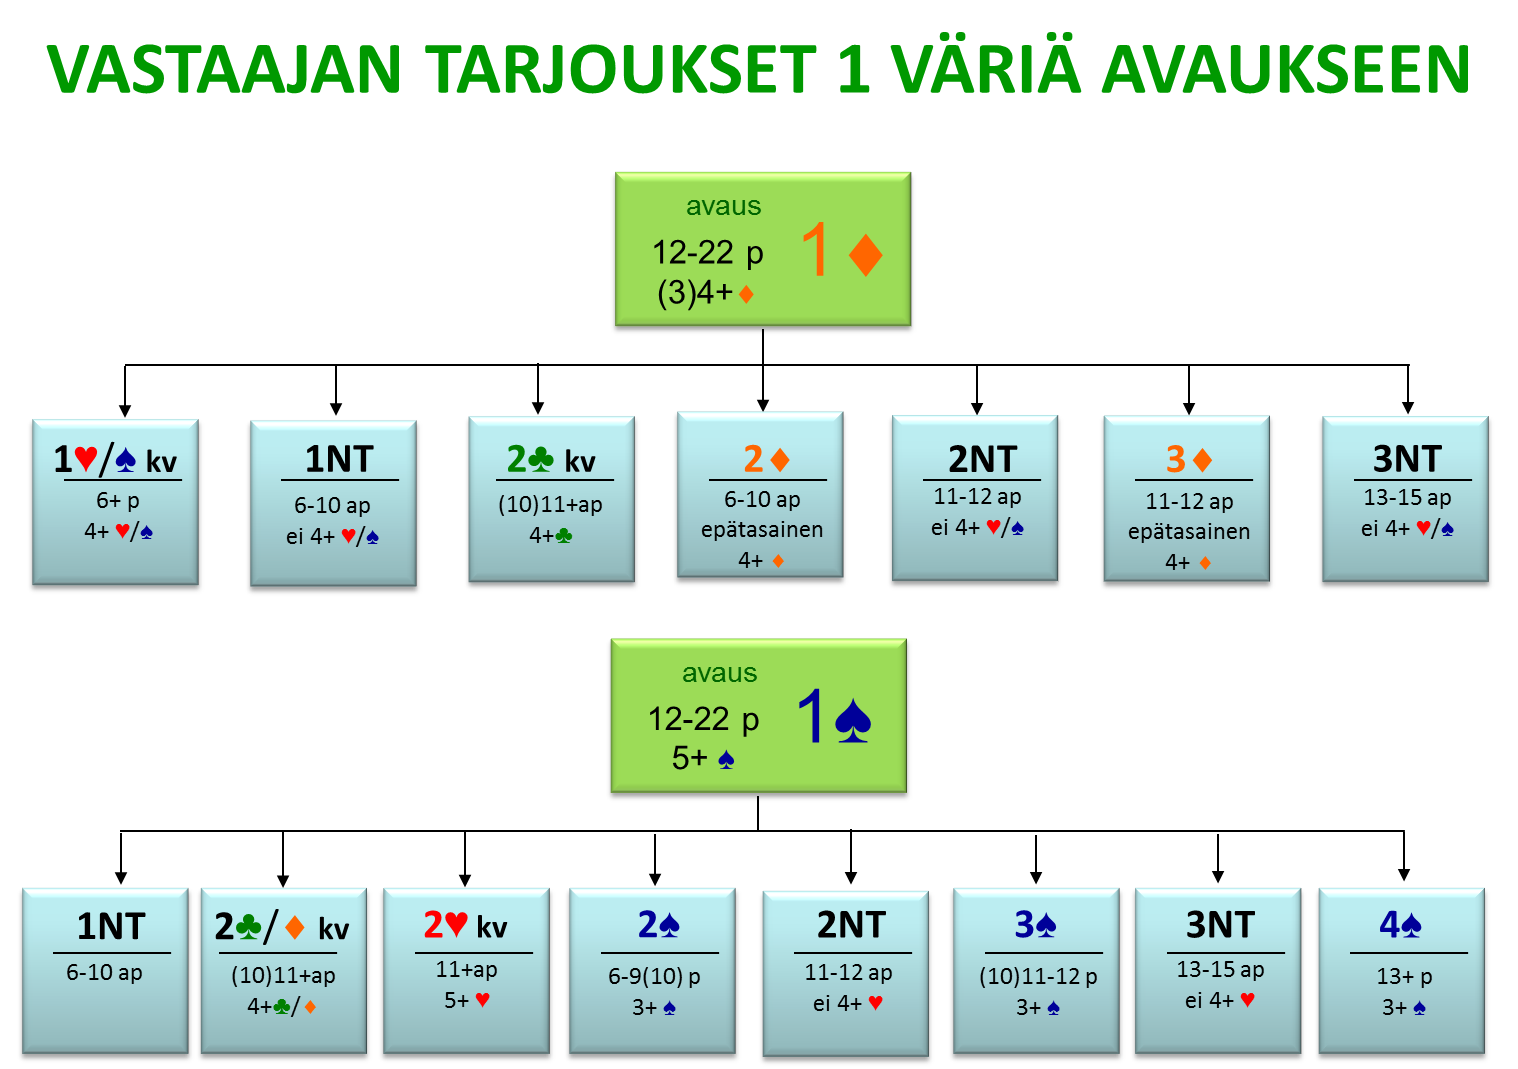 VASTAAJAN TARJOUKSET 1 VÄRIÄ AVAUKSEEN
avaus
12-22 p
(3)4+♦
1♦
1♥/♠ kv
6+ p
4+ ♥/♠
1NT
6-10 ap
ei 4+ ♥/♠
2♣ kv
(10)11+ap
4+♣
2♦
6-10 ap
epätasainen
4+ ♦
2NT
11-12 ap
ei 4+ ♥/♠
3♦
11-12 ap
epätasainen
4+ ♦
3NT
13-15 ap
ei 4+ ♥/♠
avaus
12-22 p
5+ ♠
1♠
1NT
6-10 ap
2♣/♦ kv
(10)11+ap
4+♣/♦
2♥ kv
11+ap
5+ ♥
2♠
6-9(10) p
3+ ♠
2NT
11-12 ap
ei 4+ ♥
3♠
(10)11-12 p
3+ ♠
3NT
13-15 ap
ei 4+ ♥
4♠
13+ p
3+ ♠